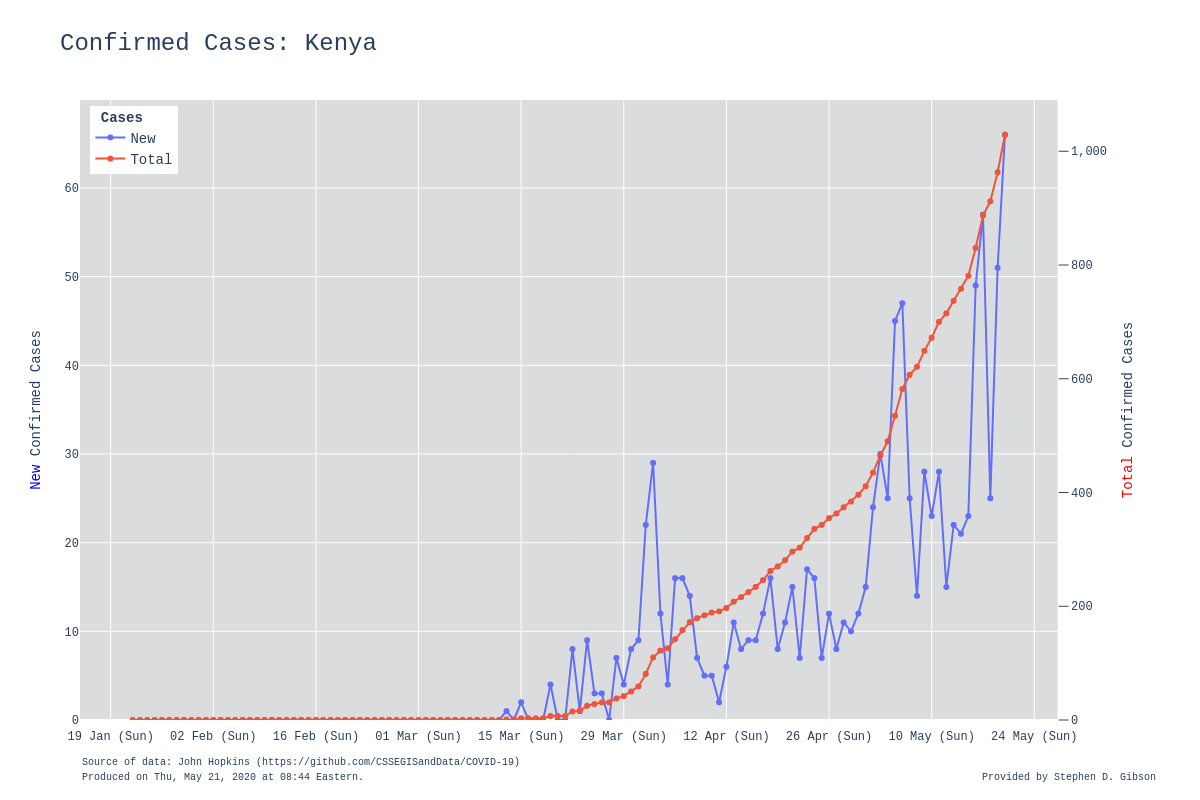 Confirmed Cases: Kenya
Cases
New
Total
60
50
40
30
20
10
0
New Confirmed Cases
1,000
800
600
400
200
0
Total Confirmed Cases
19 Jan (Sun) 02 Feb (Sun) 16 Feb (Sun) 01 Mar (Sun) 15 Mar (Sun) 29 Mar (Sun) 12 Apr (Sun) 26 Apr (Sun) 10 May (Sun) 24 May (Sun)
Source of data: John Hopkins (https://github.com/CSSEGISandData/COVID-19)
Produced on Thu, May 21, 2020 at 08:44 Eastern.
Provided by Stephen D. Gibson